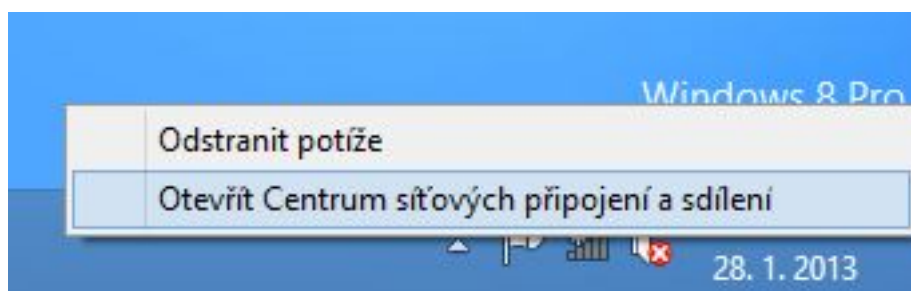 Windows 8 Pro
Odstranit potíže
Otevřít Centrum síťových připojení a sdílení
28. 1. 2013